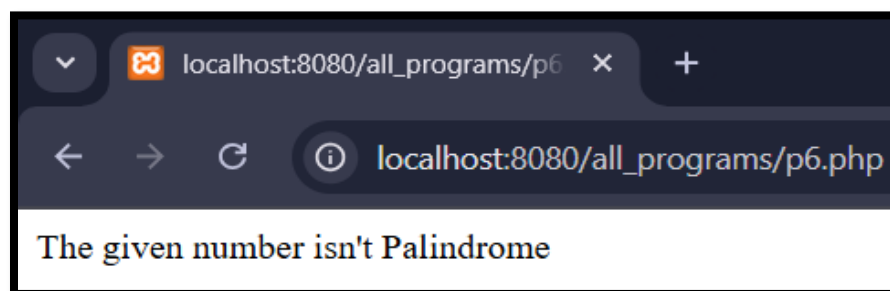 localhost:8080/all_programs/p6
localhost:8080/all_programs/p6.php
The given number isn't Palindrome